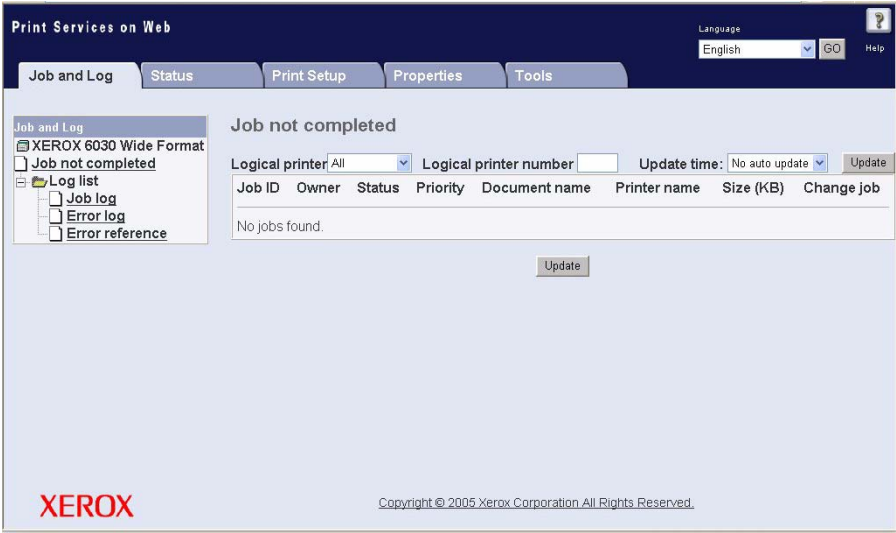 Print Services on Web
Language
English GO Help
Job and Log Status Print Setup Properties Tools
Job and Log
XEROX 6030 Wide Format
Job not completed
Log list
Job log
Error log
Error reference
Job not completed
Logical printer All Logical printer number Update time: No auto update Update
Job ID Owner Status Priority Document name Printer name Size (KB) Change job
No jobs found.
Update
XEROX
Copyright © 2005 Xerox Corporation All Rights Reserved.